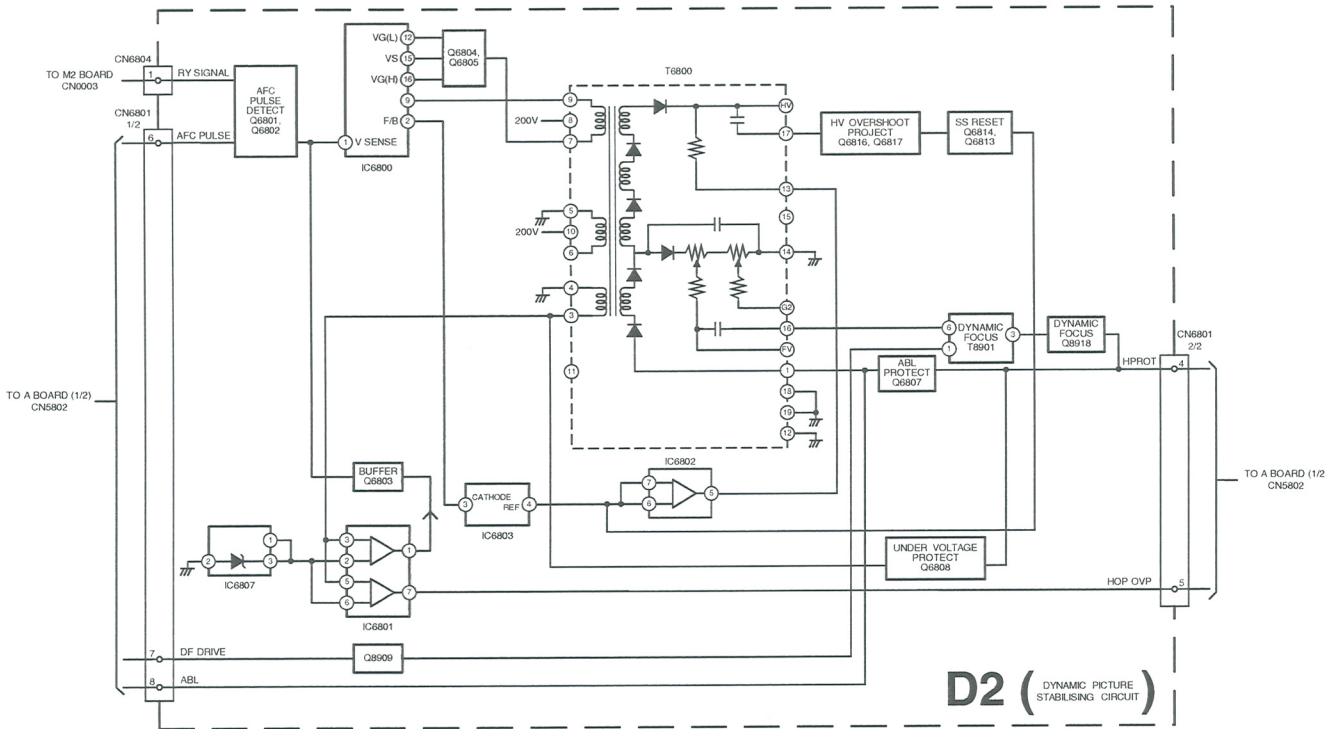 CN6804
TO M2 BOARD
CN0003
1
RY SIGNAL
CN6801
1/2
6
AFC PULSE
AFC
PULSE
DETECT
Q6801,
Q6802
VG(L)
12
VS
15
VG(H)
16
9
F/B
2
1
V SENSE
IC6800
Q6804,
Q6805
T6800
9
200V
8
7
5
200V
10
6
4
3
11
HV
17
13
15
14
G2
16
FV
1
18
19
12
HV OVERSHOOT
PROJECT
Q6816, Q6817
SS RESET
Q6814,
Q6813
6
1
DYNAMIC
FOCUS
T8901
3
DYNAMIC
FOCUS
Q8918
CN6801
2/2
HPROT
4
ABL
PROTECT
Q6807
TO A BOARD (1/2)
CN5802
BUFFER
Q6803
3
CATHODE
REF
4
IC6803
IC6802
7
6
5
TO A BOARD (1/2
CN5802
2
1
3
IC6807
3
2
1
5
6
7
IC6801
UNDER VOLTAGE
PROTECT
Q6808
HOP OVP
5
7
DF DRIVE
Q8909
8
ABL
D2 (DYNAMIC PICTURE
STABILISING CIRCUIT)